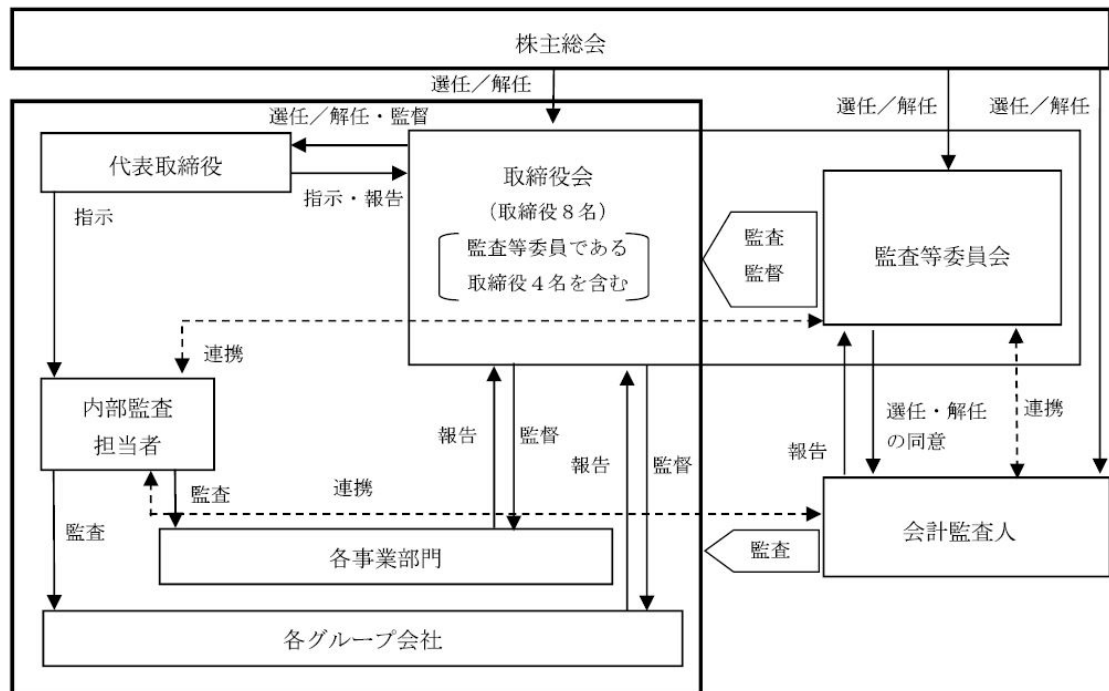 株主総会
選任／解任
選任／解任
選任／解任
選任／解任・監督
代表取締役
指示・報告
指示
取締役会
（取締役８名）
監査等委員である
取締役４名を含む
監査
監督
監査等委員会
連携
内部監査
担当者
報告
監督
報告
監督
報告
選任・解任
の同意
連携
監査
連携
監査
各事業部門
監査
会計監査人
各グループ会社